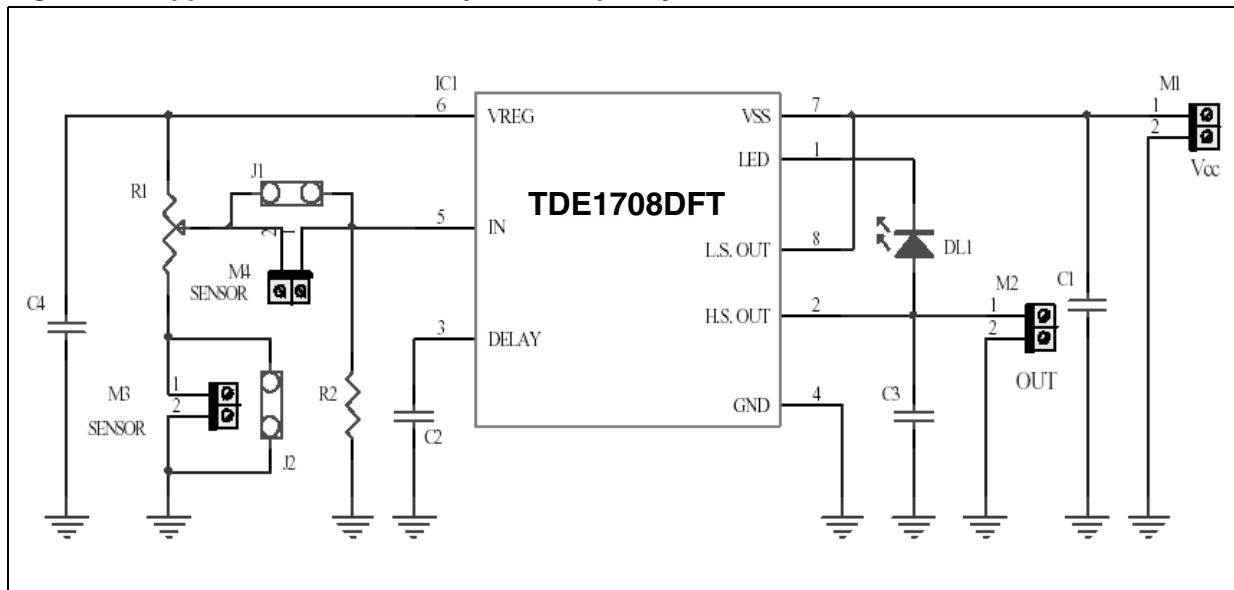 IC1
6
VREG
VSS
7
M1
1
2
Vcc
LED
1
J1
R1
TDE1708DFT
5
IN
2
1
M4
SENSOR
L.S. OUT
8
DL1
C4
H.S. OUT
2
M2
1
2
OUT
C1
3
DELAY
M3
1
2
SENSOR
R2
C2
J2
GND
4
C3